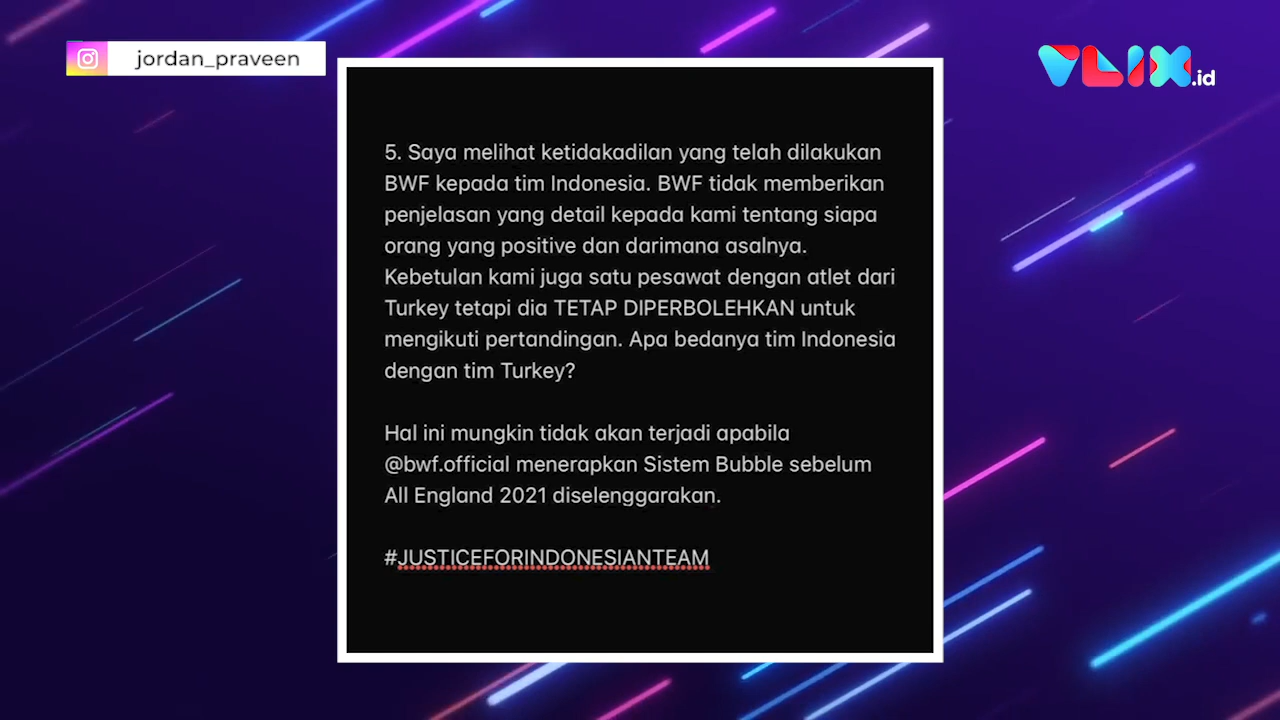 jordan_praveen
VLIX.id
5. Saya melihat ketidakadilan yang telah dilakukan
BWF kepada tim Indonesia. BWF tidak memberikan
penjelasan yang detail kepada kami tentang siapa
orang yang positive dan darimana asalnya.
Kebetulan kami juga satu pesawat dengan atlet dari
Turkey tetapi dia TETAP DIPERBOLEHKAN untuk
mengikuti pertandingan. Apa bedanya tim Indonesia
dengan tim Turkey?
Hal ini mungkin tidak akan terjadi apabila
@bwf.official menerapkan Sistem Bubble sebelum
All England 2021 diselenggarakan.
#JUSTICEFORINDONESIANTEAM